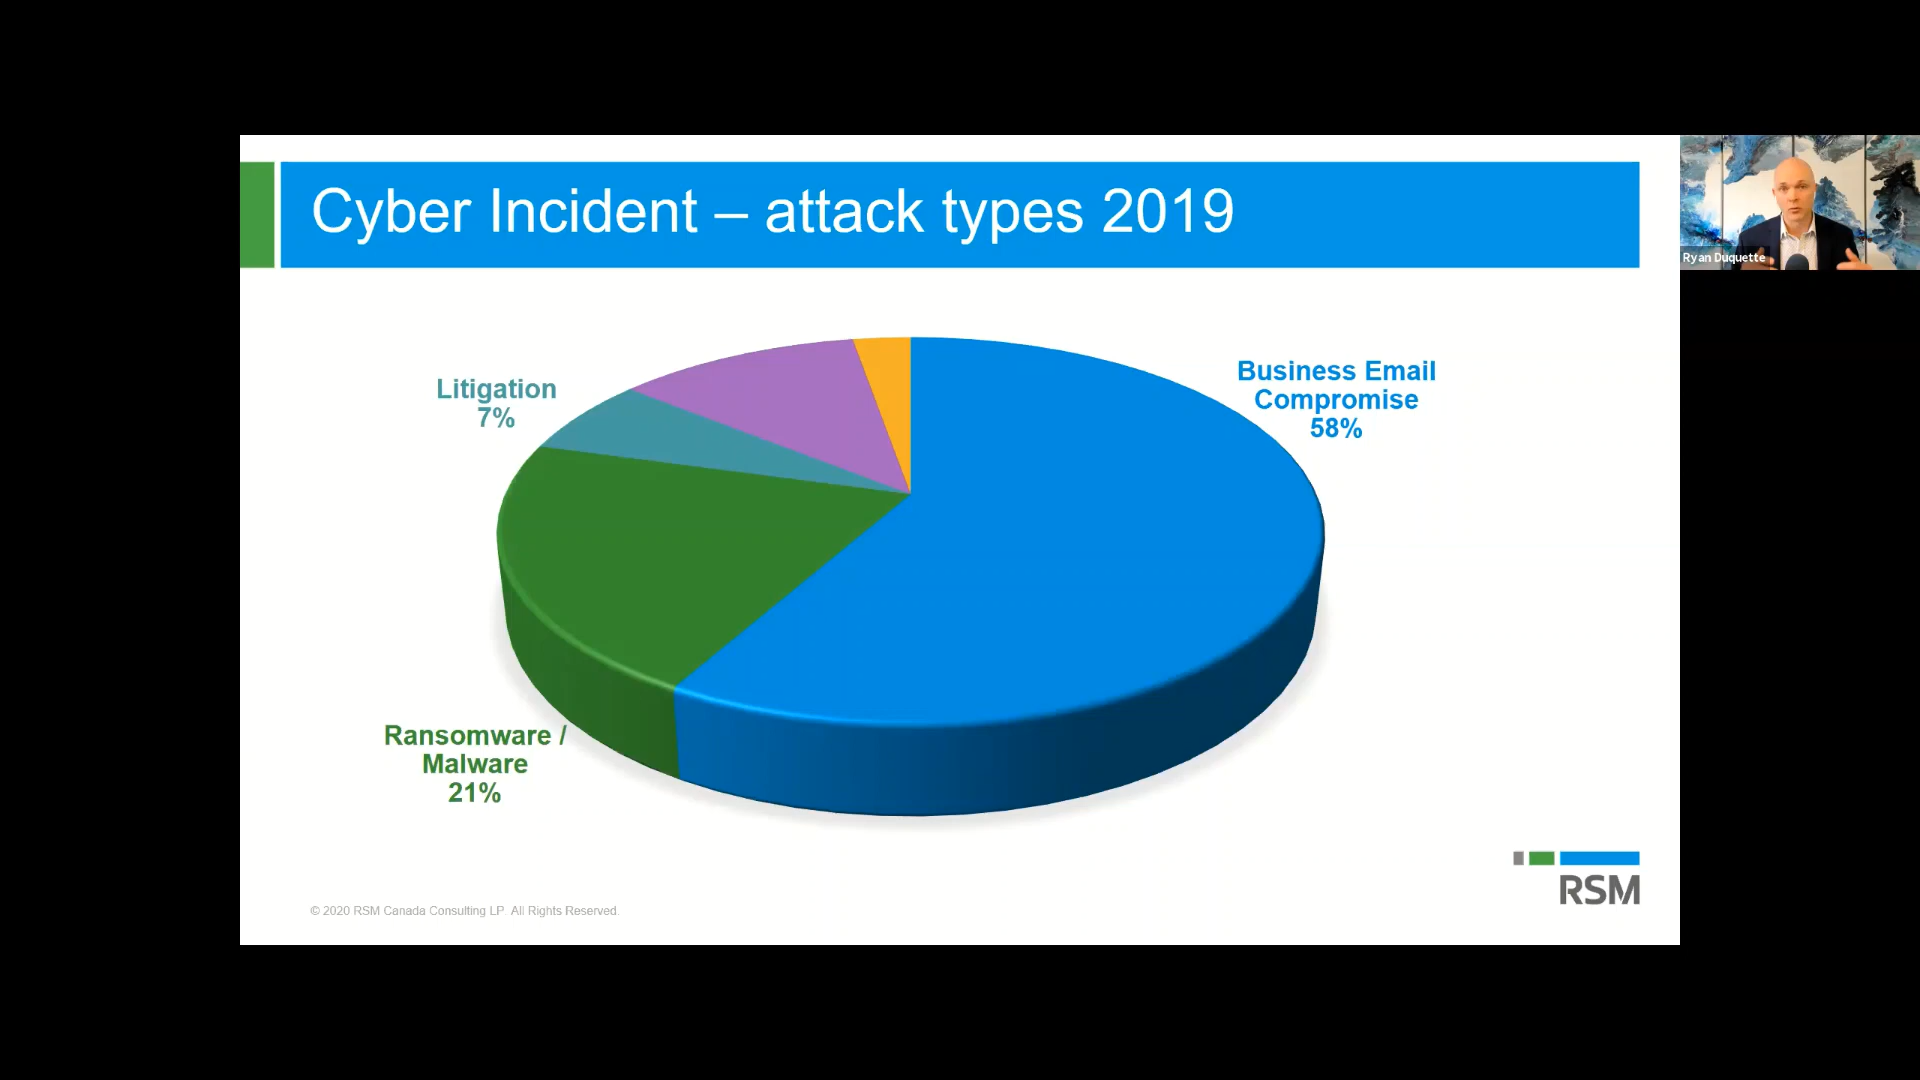 Cyber Incident – attack types 2019
Ryan Duquette
Litigation
7%
Business Email
Compromise
58%
Ransomware /
Malware
21%
RSM
© 2020 RSM Canada Consulting LP. All Rights Reserved.